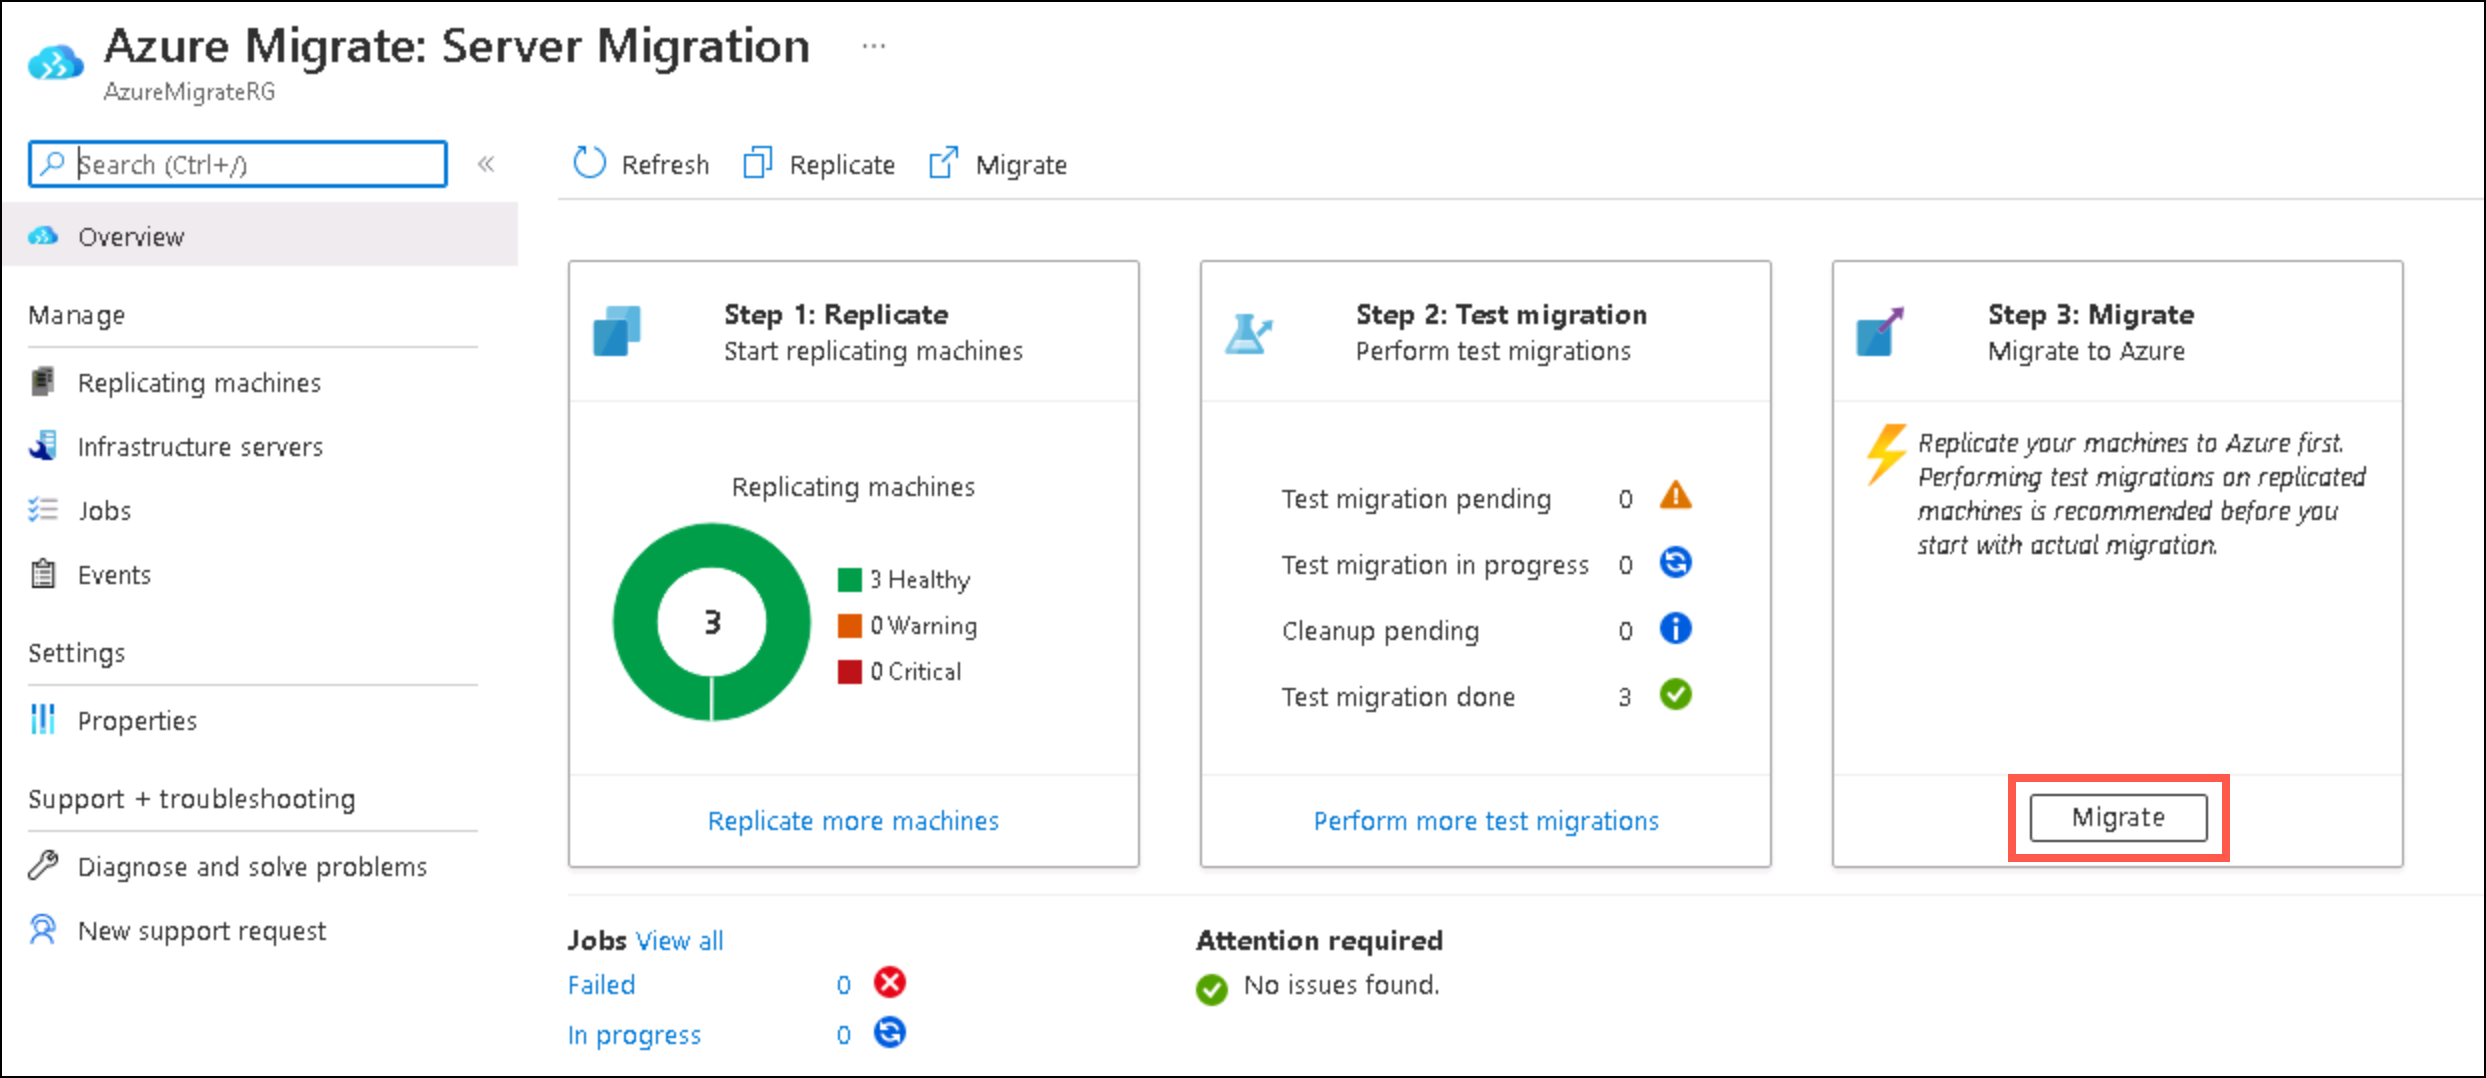 Azure Migrate: Server Migration ...
AzureMigrateRG
Search (Ctrl+/)
«
Refresh
Replicate
Migrate
Overview
Manage
Replicating machines
Infrastructure servers
Jobs
Events
Settings
Properties
Support + troubleshooting
Diagnose and solve problems
New support request
Step 1: Replicate
Start replicating machines
Replicating machines
3
3 Healthy
0 Warning
0 Critical
Replicate more machines
Step 2: Test migration
Perform test migrations
Test migration pending 0
Test migration in progress 0
Cleanup pending 0
Test migration done 3
Perform more test migrations
Step 3: Migrate
Migrate to Azure
Replicate your machines to Azure first.
Performing test migrations on replicated
machines is recommended before you
start with actual migration.
Migrate
Jobs View all
Failed 0
In progress 0
Attention required
No issues found.